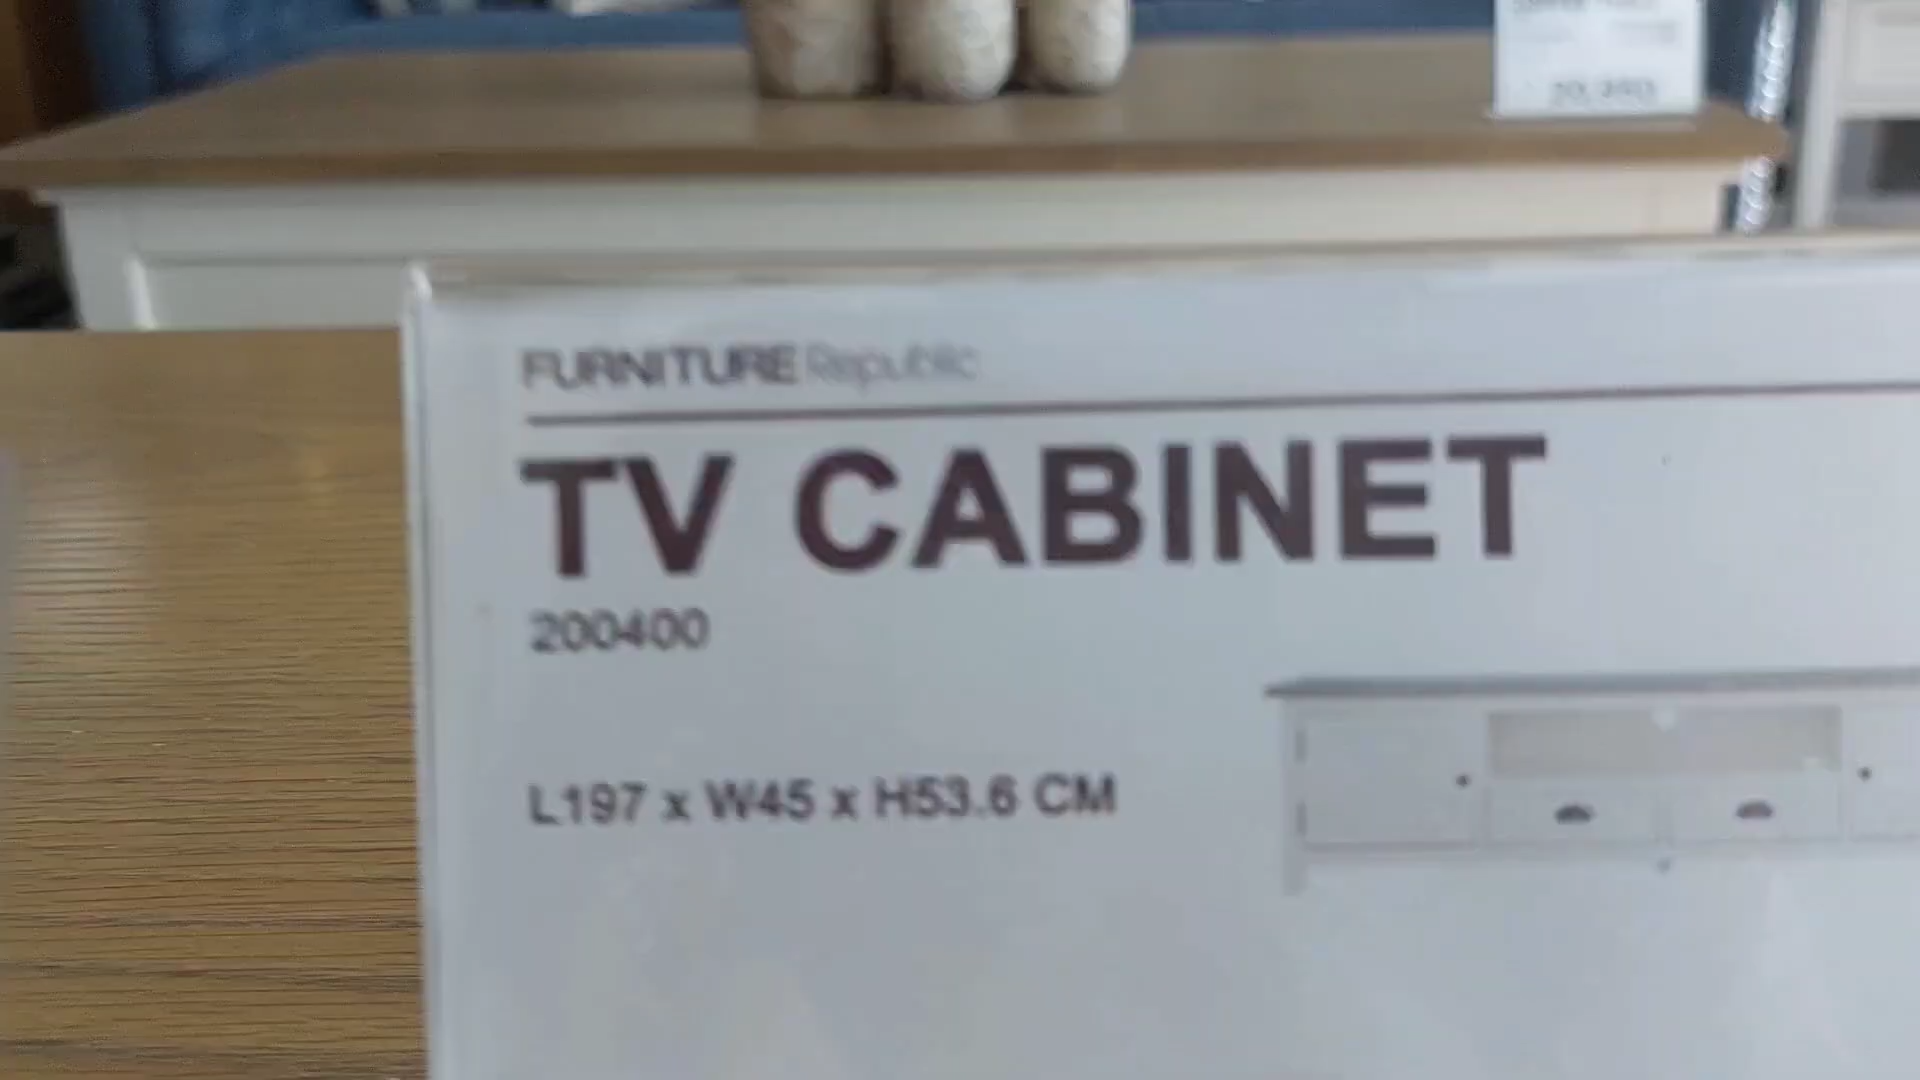 FURNITURE Republic
TV CABINET
200400
L197 x W45 x H53.6 CM